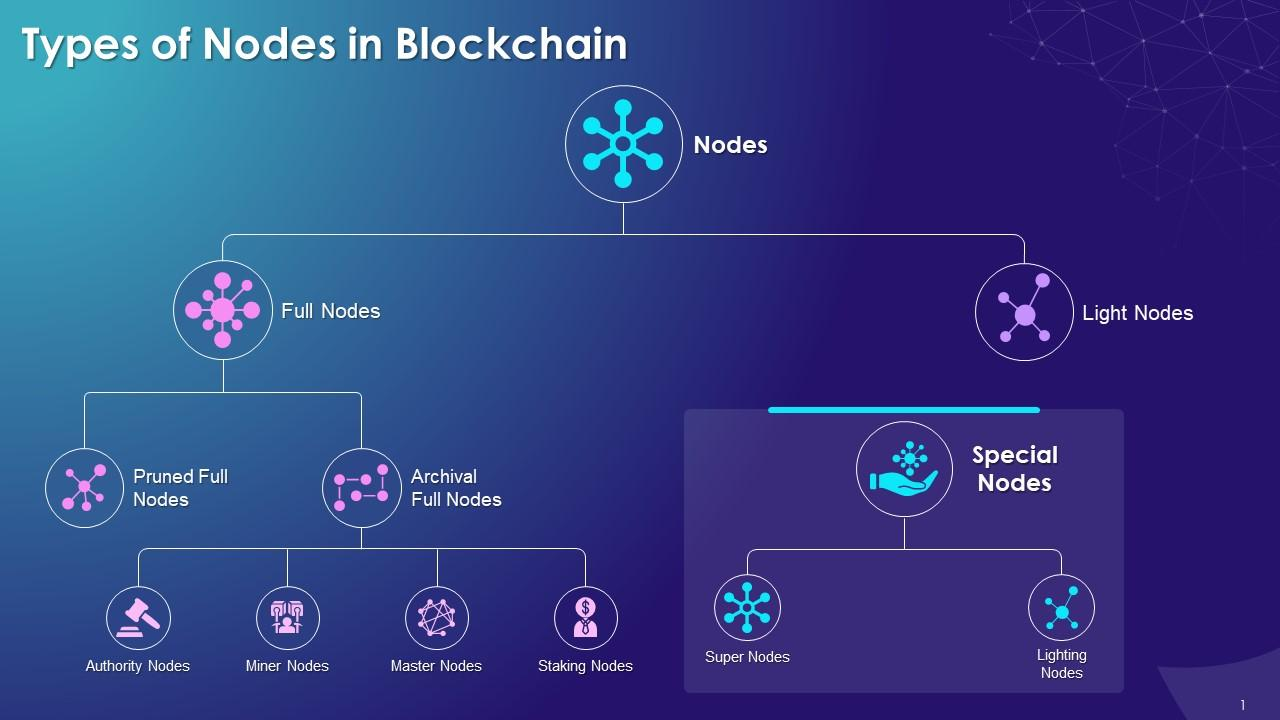 Types of Nodes in Blockchain
Nodes
Full Nodes
Light Nodes
Pruned Full
Nodes
Archival
Full Nodes
Special
Nodes
Authority Nodes
Miner Nodes
Master Nodes
Staking Nodes
Super Nodes
Lighting
Nodes
1